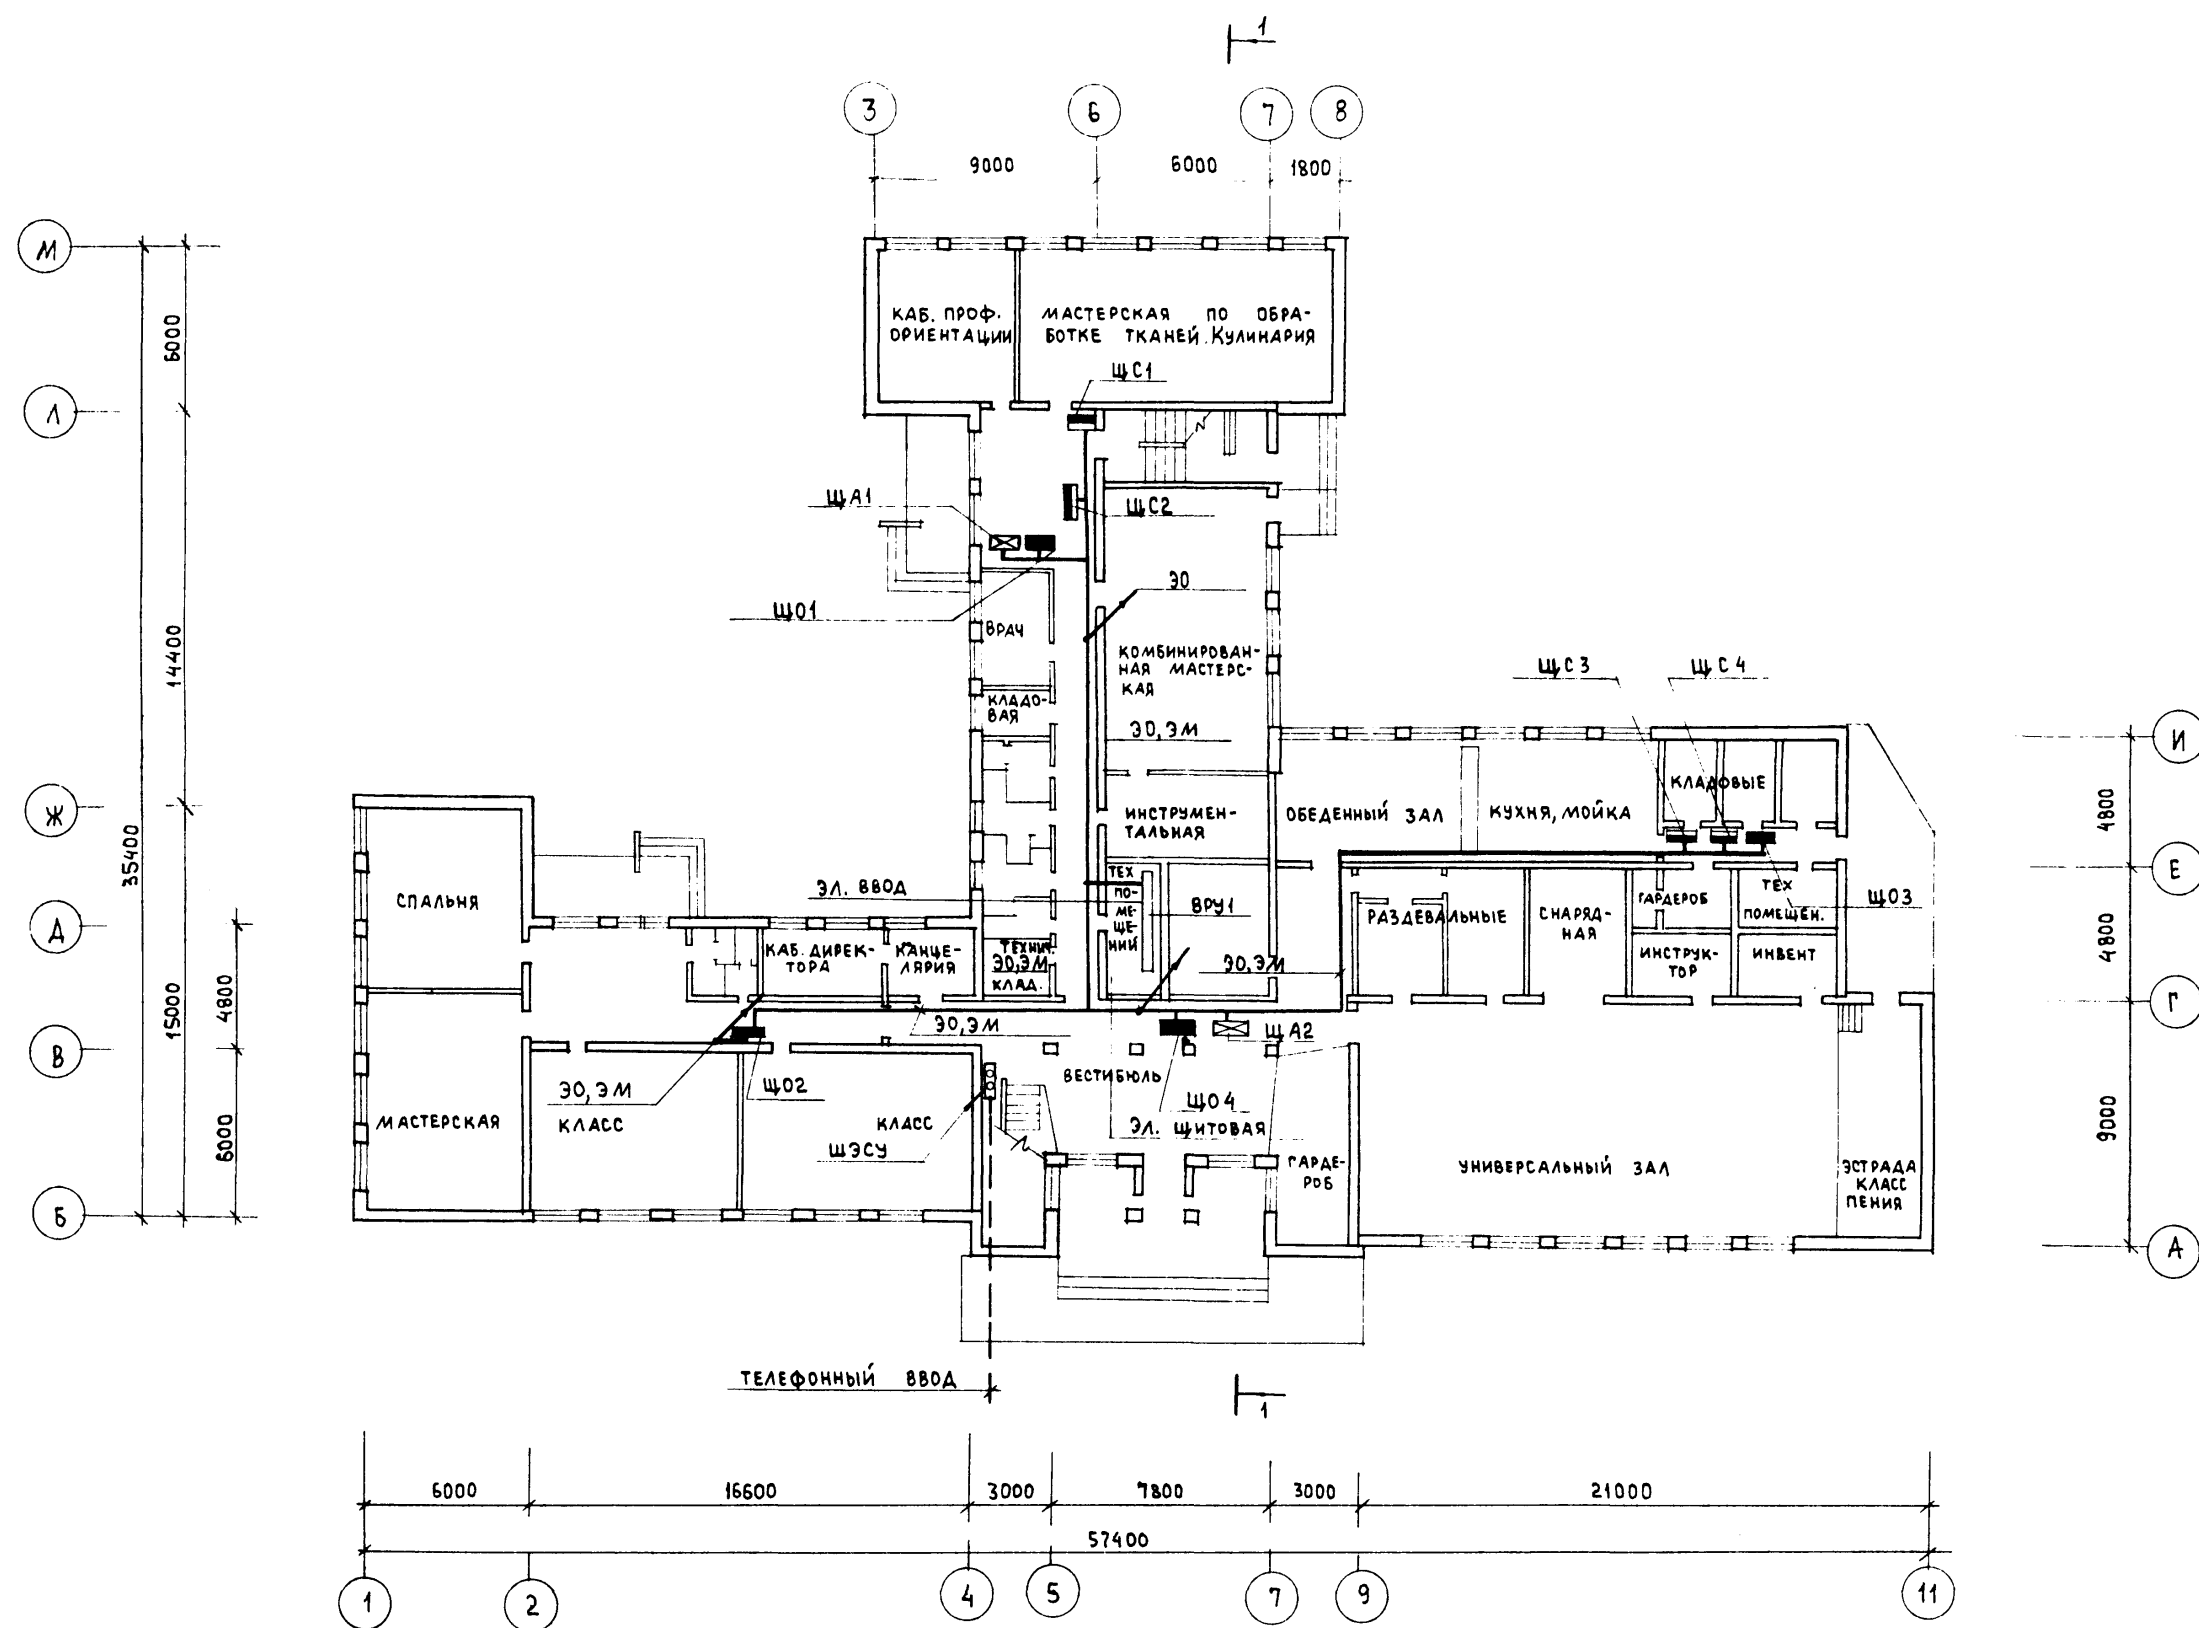 1
3 6 7 8
9000 6000 1800
М
КАБ. ПРОФ.
ОРИЕНТАЦИИ
МАСТЕРСКАЯ ПО ОБРА-
БОТКЕ ТКАНЕЙ. КУЛИНАРИЯ
6000
ЩС1
Л
ЩА1
ЩС2
ЭО
ЩО1
ВРАЧ
КОМБИНИРОВАН-
НАЯ МАСТЕРС-
КАЯ
14400
ЩС3 ЩС4
КЛАДО-
ВАЯ
ЭО, ЭМ
И
КЛАДОВЫЕ
Ж
ИНСТРУМЕН-
ТАЛЬНАЯ
ОБЕДЕННЫЙ ЗАЛ
КУХНЯ, МОЙКА
4800
35400
Е
СПАЛЬНЯ
ЭЛ. ВВОД
ТЕХ
ПО-
МЕ-
ЩЕ-
НИЙ
ВРУ1
РАЗДЕВАЛЬНЫЕ
СНАРЯД-
НАЯ
ГАРДЕРОБ
ТЕХ
ПОМЕЩЕН.
ЩО3
Д
КАБ. ДИРЕК-
ТОРА
КАНЦЕ-
ЛЯРИЯ
ТЕХНИЧ.
ЭО, ЭМ
КЛАД.
ЭО, ЭМ
ИНСТРУК-
ТОР
ИНВЕНТ
4800
4800
15000
Г
ЭО, ЭМ
ЩА2
В
ВЕСТИБЮЛЬ
ЭО, ЭМ
ЩО2
ЩО4
ЭЛ. ЩИТОВАЯ
МАСТЕРСКАЯ
КЛАСС
КЛАСС
ШЭСУ
6000
9000
ГАРДЕ-
РОБ
УНИВЕРСАЛЬНЫЙ ЗАЛ
ЭСТРАДА
КЛАСС
ПЕНИЯ
Б
А
ТЕЛЕФОННЫЙ ВВОД
1
6000 16600 3000 7800 3000 21000
57400
1 2 4 5 7 9 11